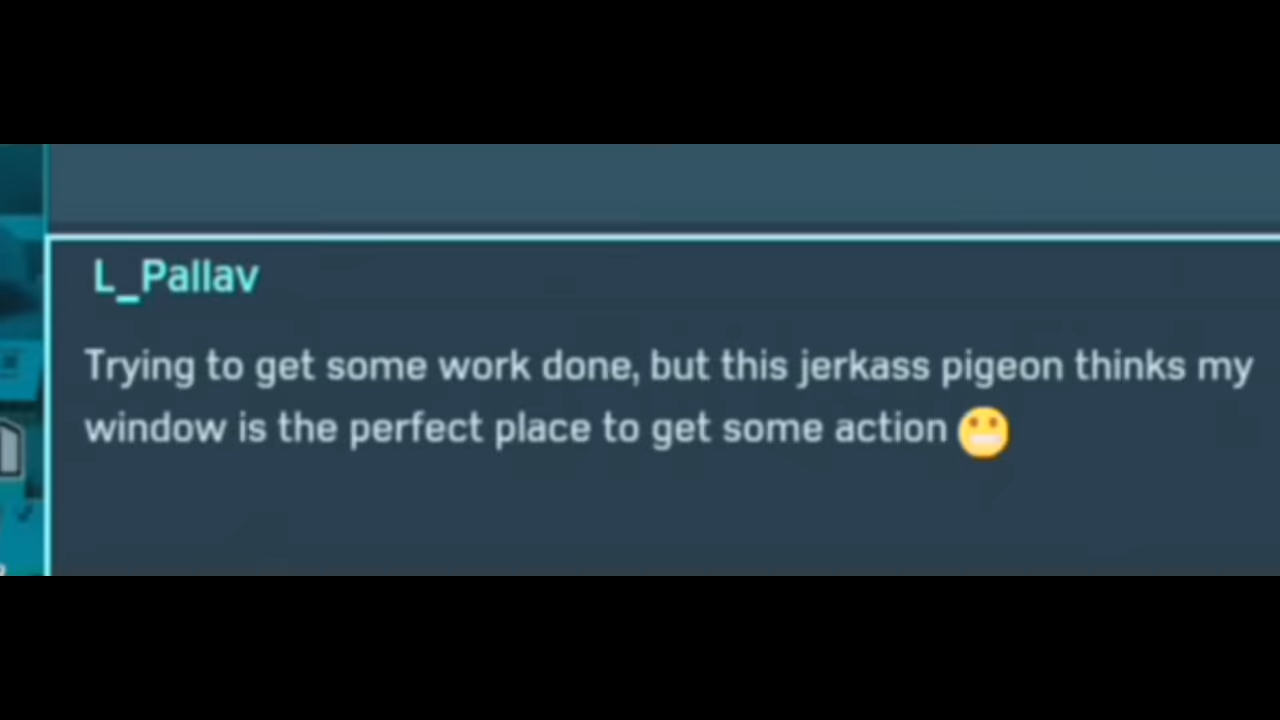 L_Pallav
Trying to get some work done, but this jerkass pigeon thinks my
window is the perfect place to get some action 😬